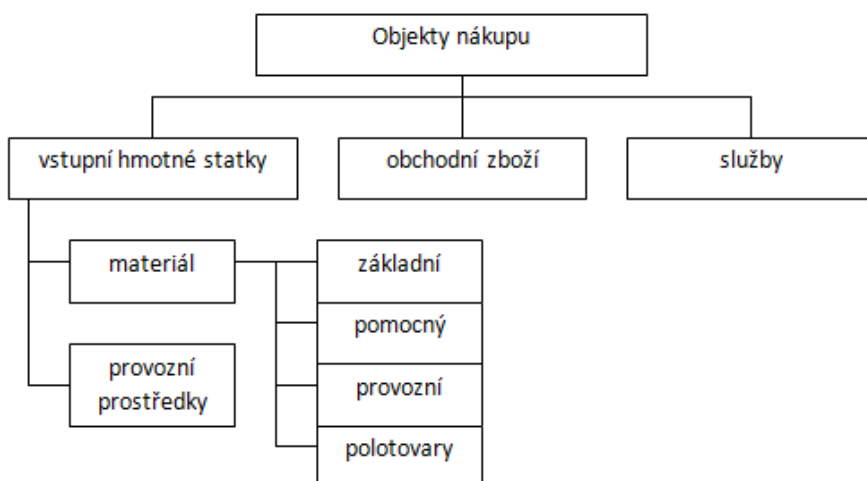 Objekty nákupu
vstupní hmotné statky
obchodní zboží
služby
materiál
základní
pomocný
provozní
prostředky
provozní
polotovary